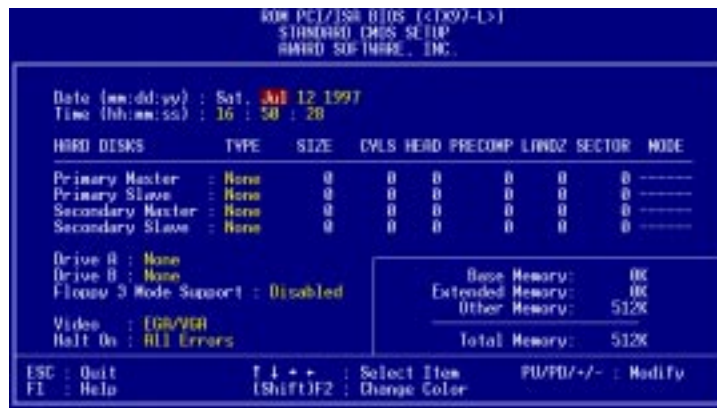 ROM PCI/ISA BIOS (<TX97-L>)
STANDARD CMOS SETUP
AWARD SOFTWARE, INC.
Date (mm:dd:yy) : Sat, Jul 12 1997
Time (hh:mm:ss) : 16 : 50 : 28
HARD DISKS TYPE SIZE CYLS HEAD PRECOMP LANDZ SECTOR MODE
Primary Master : None 0 0 0 0 0 0 ------
Primary Slave : None 0 0 0 0 0 0 ------
Secondary Master : None 0 0 0 0 0 0 ------
Secondary Slave : None 0 0 0 0 0 0 ------
Drive A : None
Drive B : None
Floppy 3 Mode Support : Disabled
Video : EGA/VGA
Halt On : All Errors
Base Memory: 0K
Extended Memory: 0K
Other Memory: 512K
Total Memory: 512K
ESC : Quit ↑ ↓ → ← : Select Item PU/PD/+/- : Modify
F1 : Help (Shift)F2 : Change Color